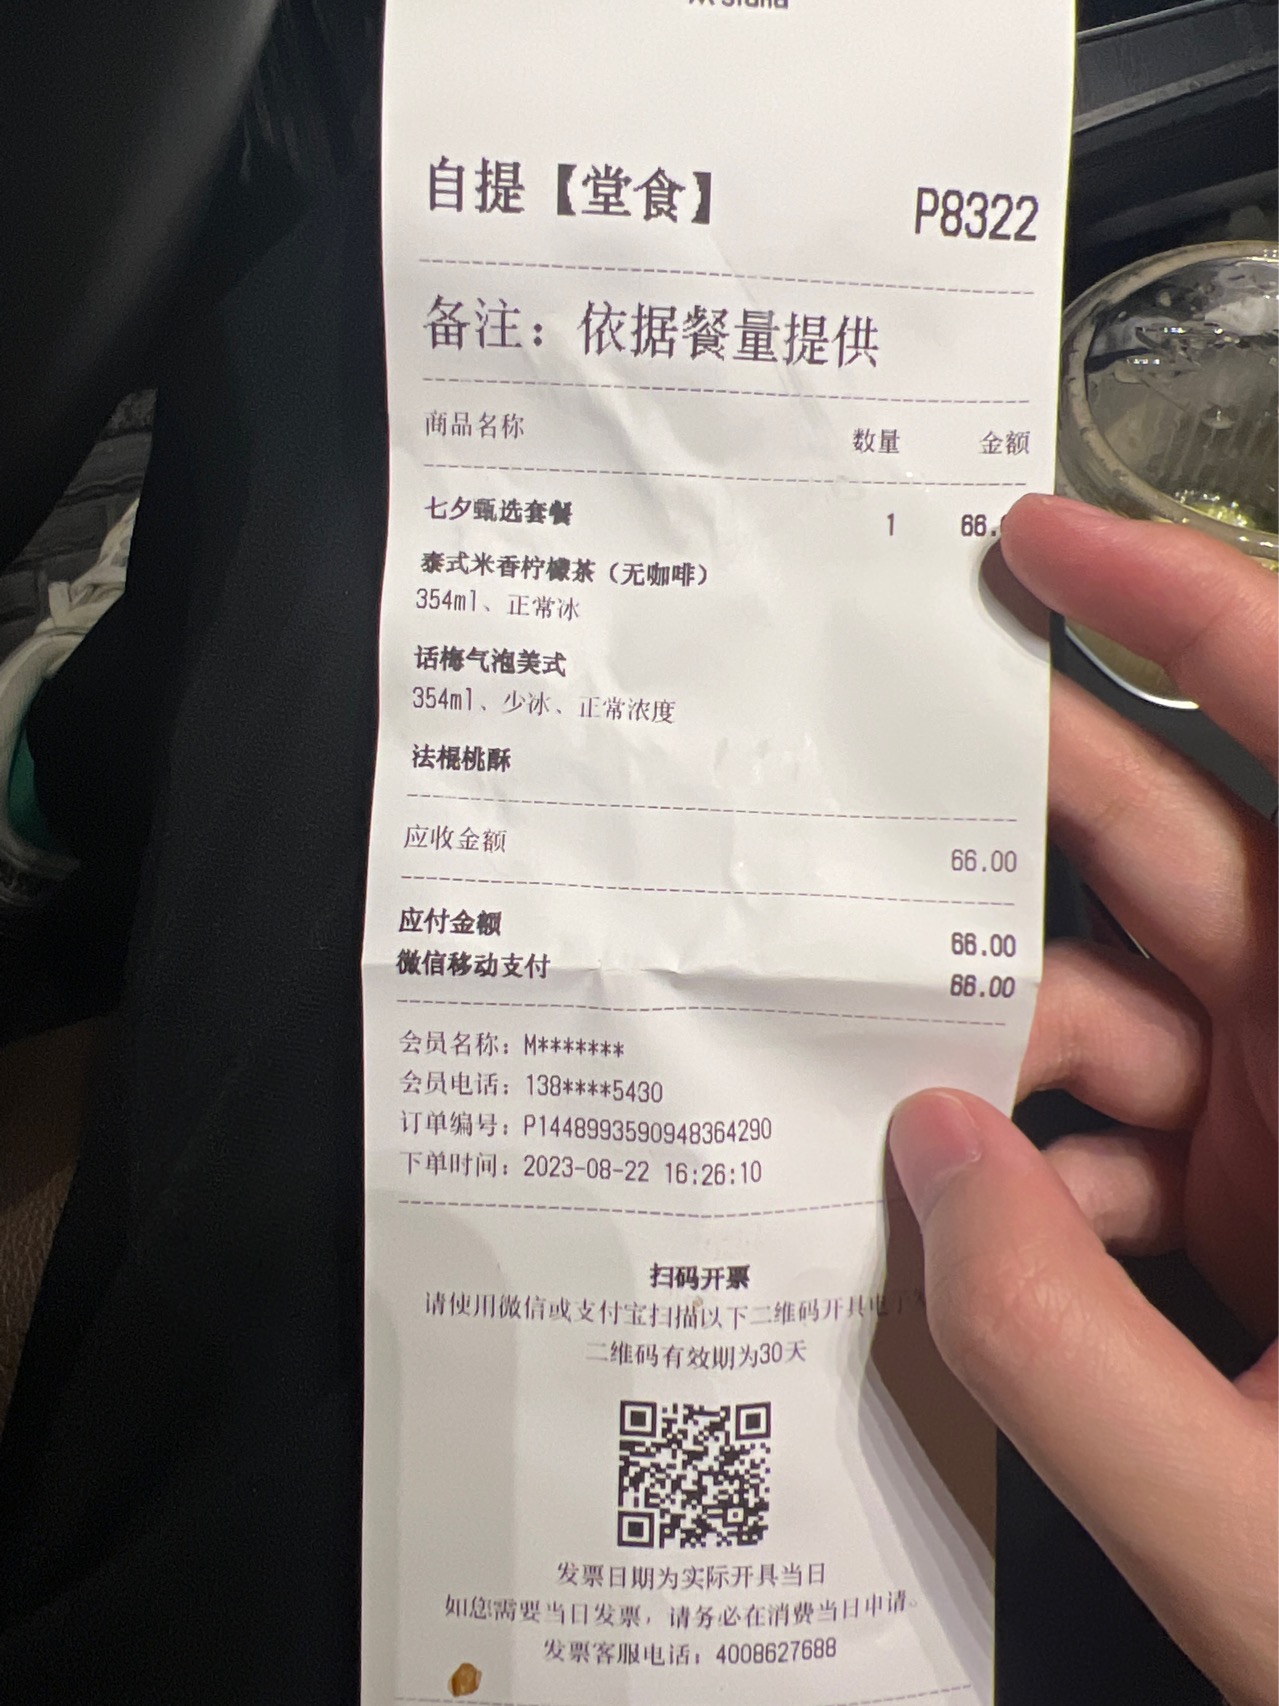 自提【堂食】 P8322
备注：依据餐量提供
商品名称 数量 金额
七夕甄选套餐 1 66.
泰式米香柠檬茶（无咖啡）
354ml、正常冰
话梅气泡美式
354ml、少冰、正常浓度
法棍桃酥
应收金额 66.00
应付金额 66.00
微信移动支付 66.00
会员名称：M*******
会员电话：138****5430
订单编号：P1448993590948364290
下单时间：2023-08-22 16:26:10
扫码开票
请使用微信或支付宝扫描以下二维码开具电子
二维码有效期为30天
发票日期为实际开具当日
如您需要当日发票，请务必在消费当日申请。
发票客服电话：4008627688